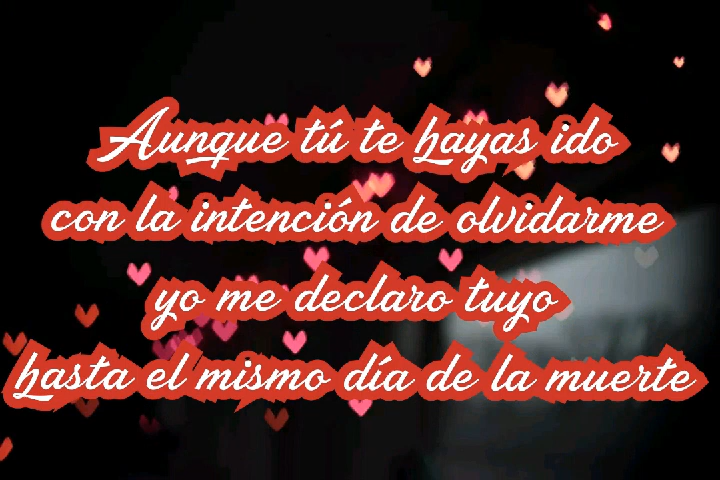 Aunque tú te hayas ido
con la intención de olvidarme
yo me declaro tuyo
hasta el mismo día de la muerte